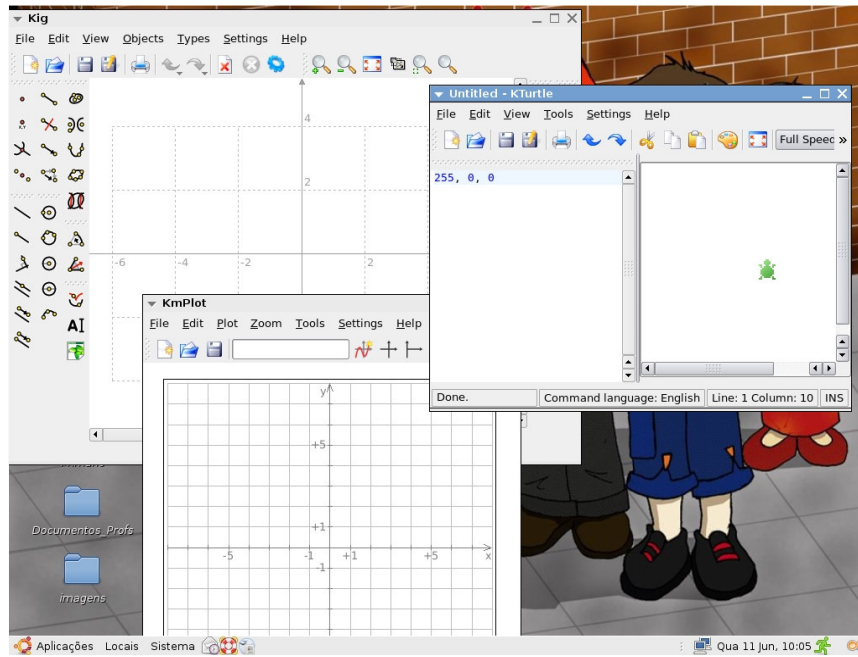 Kig
File Edit View Objects Types Settings Help
4
2
-6 -4 -2 2
AI
Untitled - KTurtle
File Edit View Tools Settings Help
Full Speec »
255, 0, 0
Done. Command language: English Line: 1 Column: 10 INS
KmPlot
File Edit Plot Zoom Tools Settings Help
y
+5
+1
-5 -1 +1 +5 x
-1
Documentos_Profs
imagens
Aplicações Locais Sistema Qua 11 Jun, 10:05